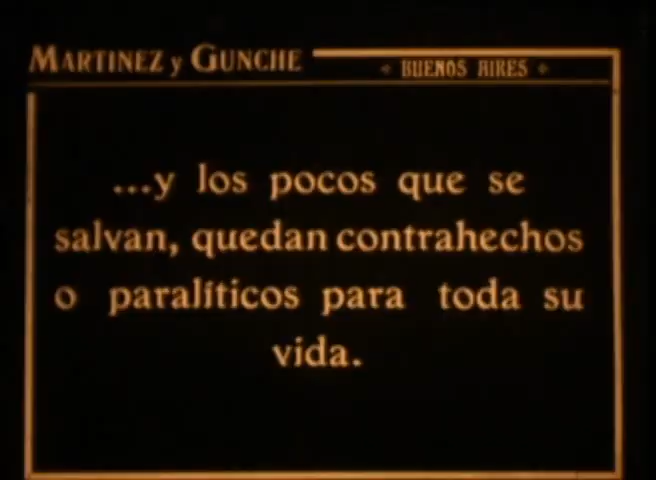 MARTINEZ y GUNCHE
BUENOS AIRES
...y los pocos que se
salvan, quedan contrahechos
o paralíticos para toda su
vida.